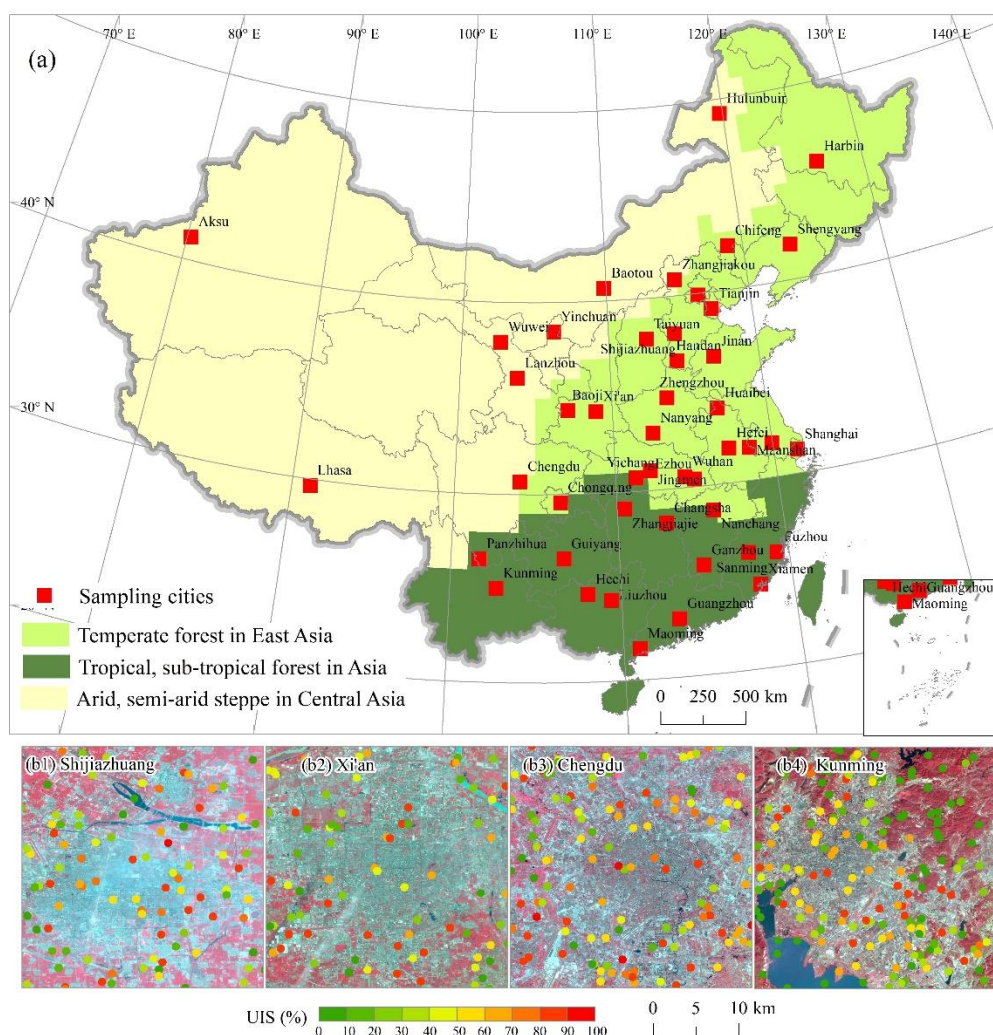 70° E 80° E 90° E 100° E 110° E 120° E 130° E 140° E
(a)
Hulunbuir
Harbin
40° N
Aksu
Chifeng
Shengyang
Zhangjiakou
Baotou
Tianjin
Yinchuan
Wuwei
Taiyuan
Jinan
Shijiazhuang
Handan
Lanzhou
Zhengzhou
Baoji
Xi'an
Huaibei
30° N
Nanyang
Hefei
Shanghai
Maanshan
Lhasa
Chengdu
Yichang
Ezhou
Wuhan
Chongqing
Jingmen
Changsha
Zhangjiajie
Nanchang
Fuzhou
Panzhihua
Guiyang
Ganzhou
Sanming
Xiamen
Kunming
Hechi
Liuzhou
Guangzhou
Maoming
Hechi
Guangzhou
Maoming
Sampling cities
Temperate forest in East Asia
Tropical, sub-tropical forest in Asia
Arid, semi-arid steppe in Central Asia
0 250 500 km
(b1) Shijiazhuang
(b2) Xi'an
(b3) Chengdu
(b4) Kunming
UIS (%)
0 10 20 30 40 50 60 70 80 90 100
0 5 10 km